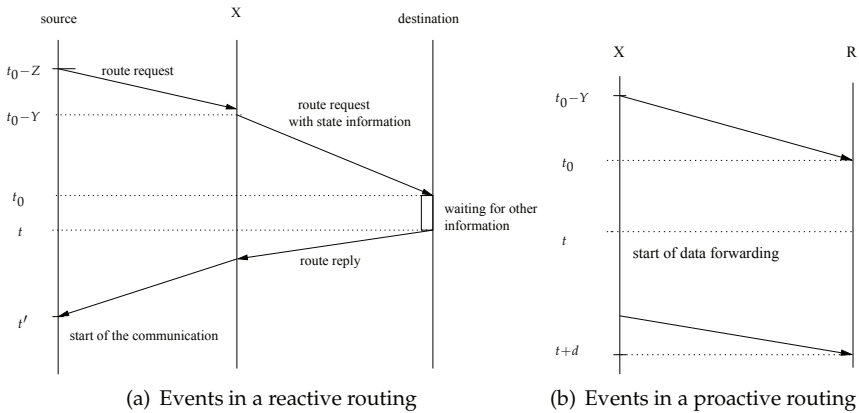 source
X
destination
t₀−Z
route request
t₀−Y
route request
with state information
t₀
waiting for other
information
t
route reply
t′
start of the communication
(a) Events in a reactive routing
X
R
t₀−Y
t₀
t
start of data forwarding
t+d
(b) Events in a proactive routing